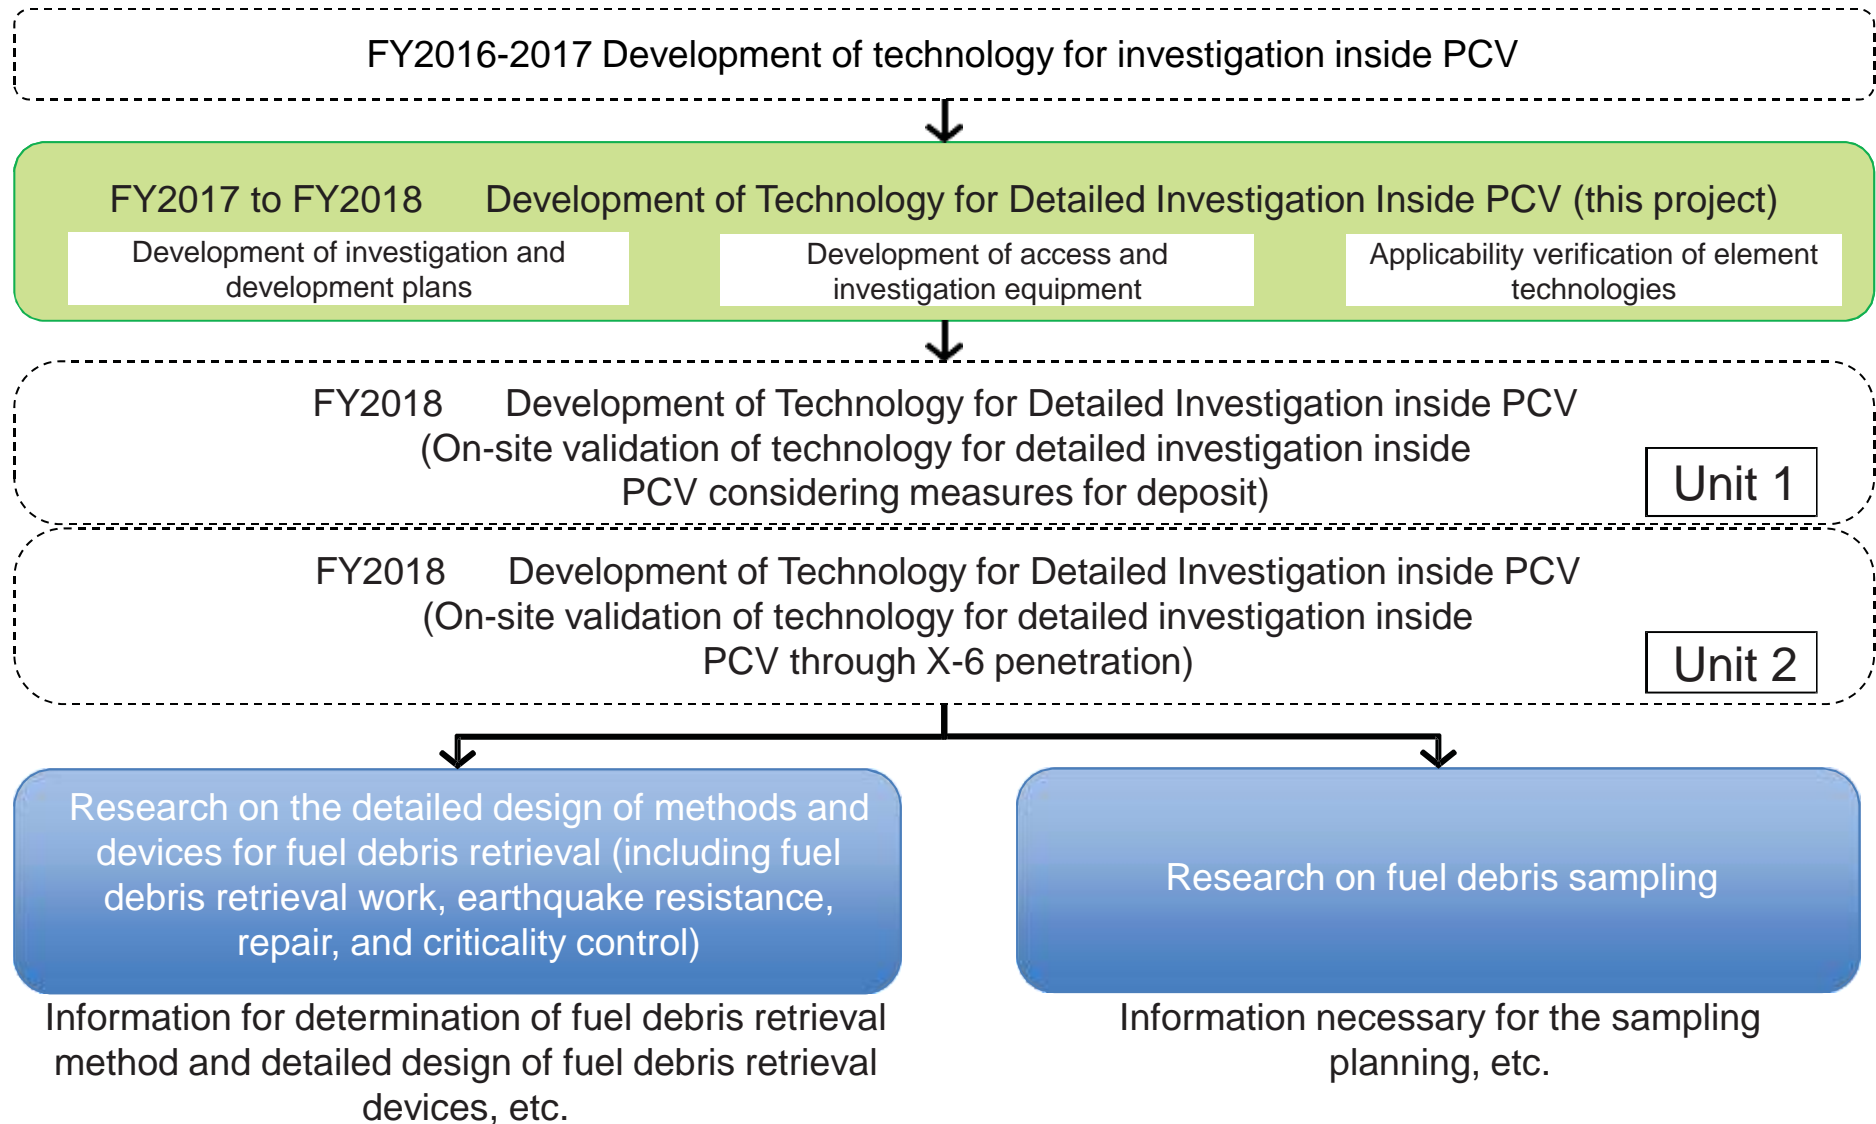 FY2016-2017 Development of technology for investigation inside PCV
FY2017 to FY2018 Development of Technology for Detailed Investigation Inside PCV (this project)
Development of investigation and
development plans
Development of access and
investigation equipment
Applicability verification of element
technologies
FY2018 Development of Technology for Detailed Investigation inside PCV
(On-site validation of technology for detailed investigation inside
PCV considering measures for deposit)
Unit 1
FY2018 Development of Technology for Detailed Investigation inside PCV
(On-site validation of technology for detailed investigation inside
PCV through X-6 penetration)
Unit 2
Research on the detailed design of methods and
devices for fuel debris retrieval (including fuel
debris retrieval work, earthquake resistance,
repair, and criticality control)
Information for determination of fuel debris retrieval
method and detailed design of fuel debris retrieval
devices, etc.
Research on fuel debris sampling
Information necessary for the sampling
planning, etc.